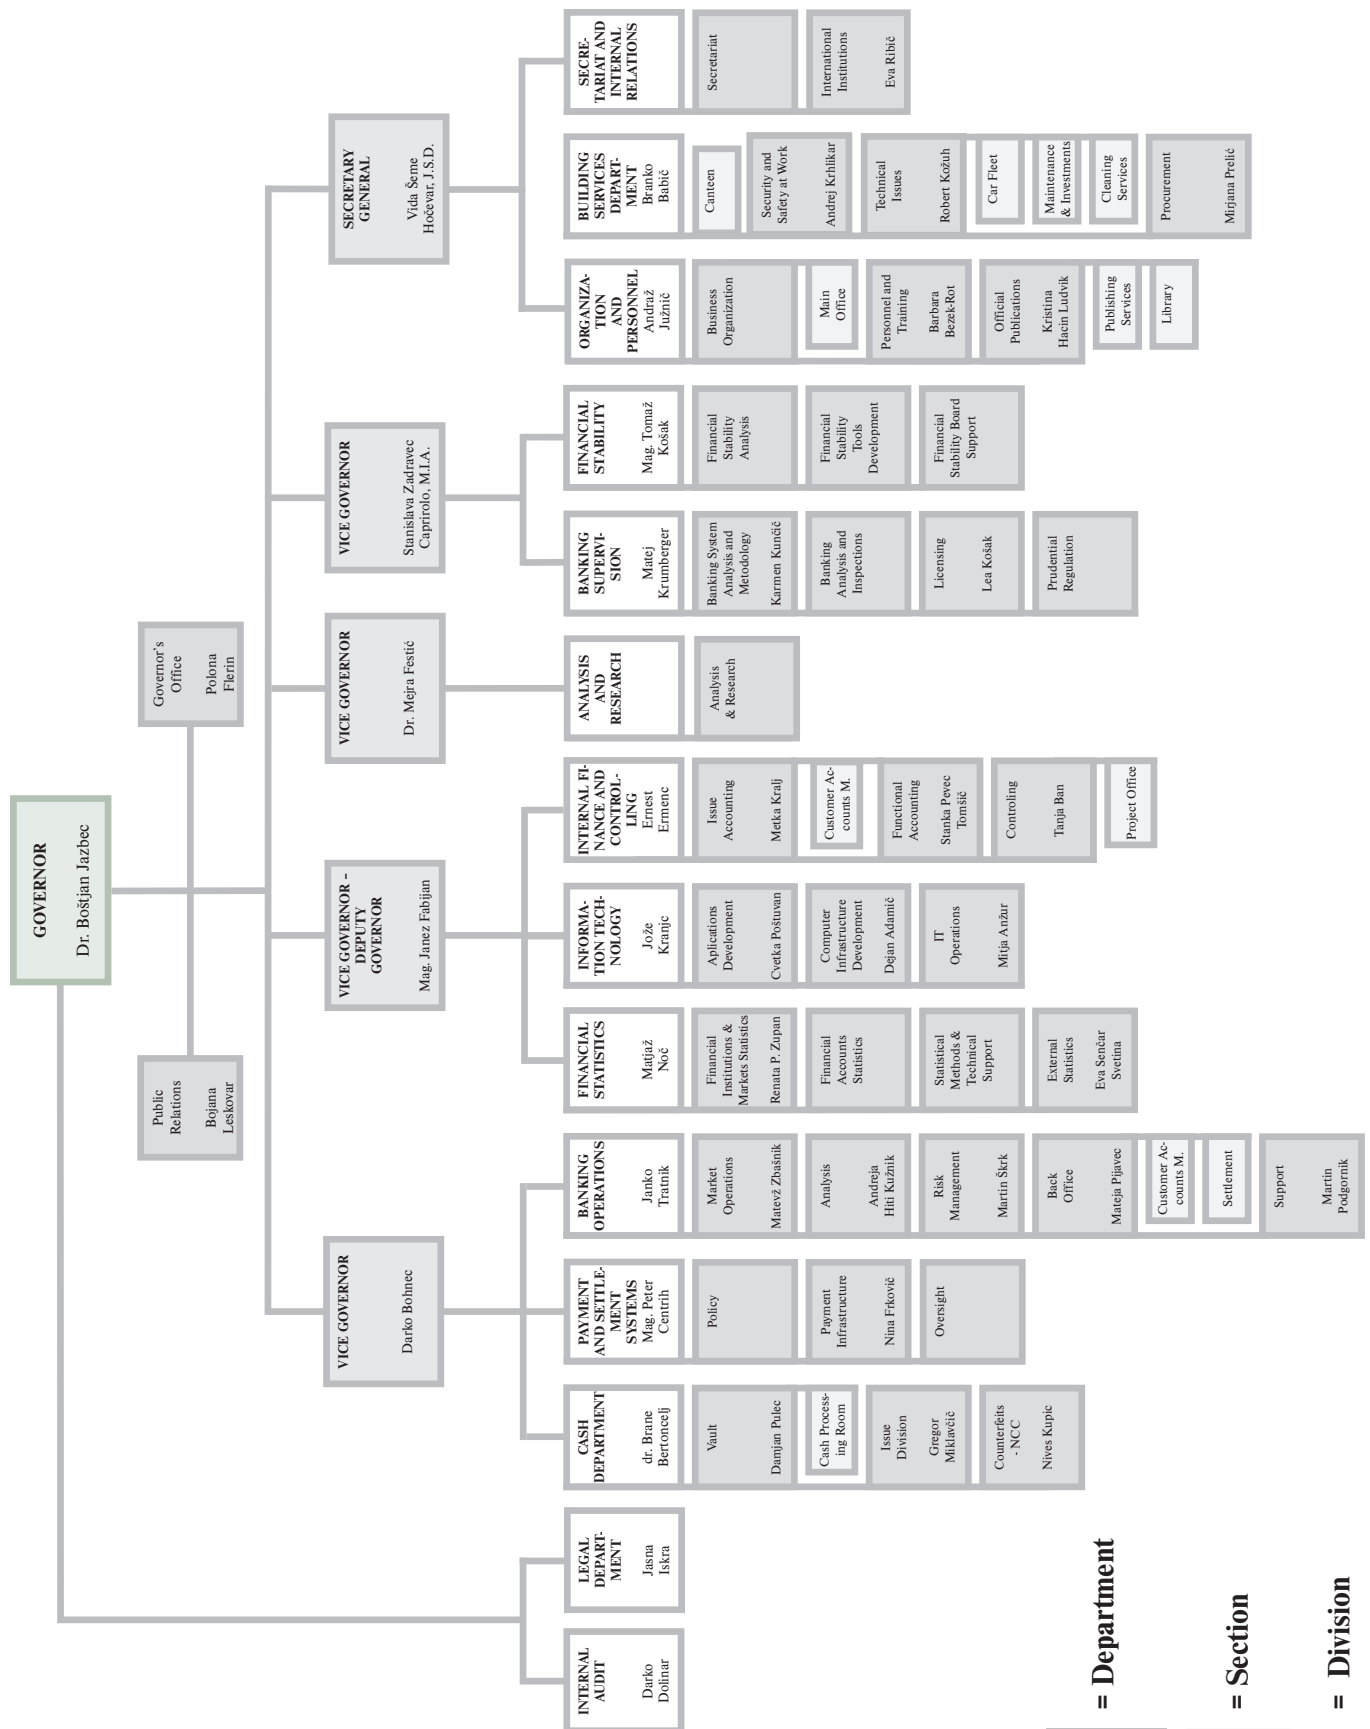 GOVERNOR
Dr. Boštjan Jazbec
Public
Relations
Bojana
Leskovar
Governor's
Office
Polona
Flerin
VICE GOVERNOR
Darko Bohnec
VICE GOVERNOR –
DEPUTY
GOVERNOR
Mag. Janez Fabijan
VICE GOVERNOR
Dr. Mejra Festić
VICE GOVERNOR
Stanislava Zadravec
Caprirolo, M.I.A.
SECRETARY
GENERAL
Vida Šeme
Hočevar, J.S.D.
INTERNAL
AUDIT
Darko
Dolinar
LEGAL
DEPART-
MENT
Jasna
Iskra
CASH
DEPARTMENT
dr. Brane
Bertoncelj
Vault
Damjan Pulec
Cash Process-
ing Room
Issue
Division
Gregor
Miklavčič
Counterfeits
- NCC
Nives Kupic
PAYMENT
AND SETTLE-
MENT
SYSTEMS
Mag. Peter
Centrih
Policy
Payment
Infrastructure
Nina Frkovič
Oversight
BANKING
OPERATIONS
Janko
Tratnik
Market
Operations
Matevž Zbašnik
Analysis
Andreja
Hiti Kužnik
Risk
Management
Martin Škrk
Back
Office
Mateja Pijavec
Customer Ac-
counts M.
Settlement
Support
Martin
Podgornik
FINANCIAL
STATISTICS
Matjaž
Noč
Financial
Institutions &
Markets Statistics
Renata P. Zupan
Financial
Accounts
Statistics
Statistical
Methods &
Technical
Support
External
Statistics
Eva Senčar
Svetina
INFORMA-
TION TECH-
NOLOGY
Jože
Kranjc
Aplications
Development
Cvetka Poštuvan
Computer
Infrastructure
Development
Dejan Adamič
IT
Operations
Mitja Anžur
INTERNAL FI-
NANCE AND
CONTROL-
LING
Ernest
Ermenc
Issue
Accounting
Metka Kralj
Customer Ac-
counts M.
Functional
Accounting
Stanka Pevec
Tomšič
Controling
Tanja Ban
Project Office
ANALYSIS
AND
RESEARCH
Analysis
& Research
BANKING
SUPERVI-
SION
Matej
Krumberger
Banking System
Analysis and
Metodology
Karmen Kunčič
Banking
Analysis and
Inspections
Licensing
Lea Košak
Prudential
Regulation
FINANCIAL
STABILITY
Mag. Tomaž
Košak
Financial
Stability
Analysis
Financial
Stability
Tools
Development
Financial
Stability Board
Support
ORGANIZA-
TION
AND
PERSONNEL
Andraž
Južnič
Business
Organization
Main
Office
Personnel and
Training
Barbara
Bezek-Rot
Official
Publications
Kristina
Hacin Ludvik
Publishing
Services
Library
BUILDING
SERVICES
DEPART-
MENT
Branko
Babič
Canteen
Security and
Safety at Work
Andrej Krhlikar
Technical
Issues
Robert Kožuh
Car Fleet
Maintenance
& Investments
Cleaning
Services
Procurement
Mirjana Prelić
SECRE-
TARIAT AND
INTERNAL
RELATIONS
Secretariat
International
Institutions
Eva Ribič
= Department
= Section
= Division